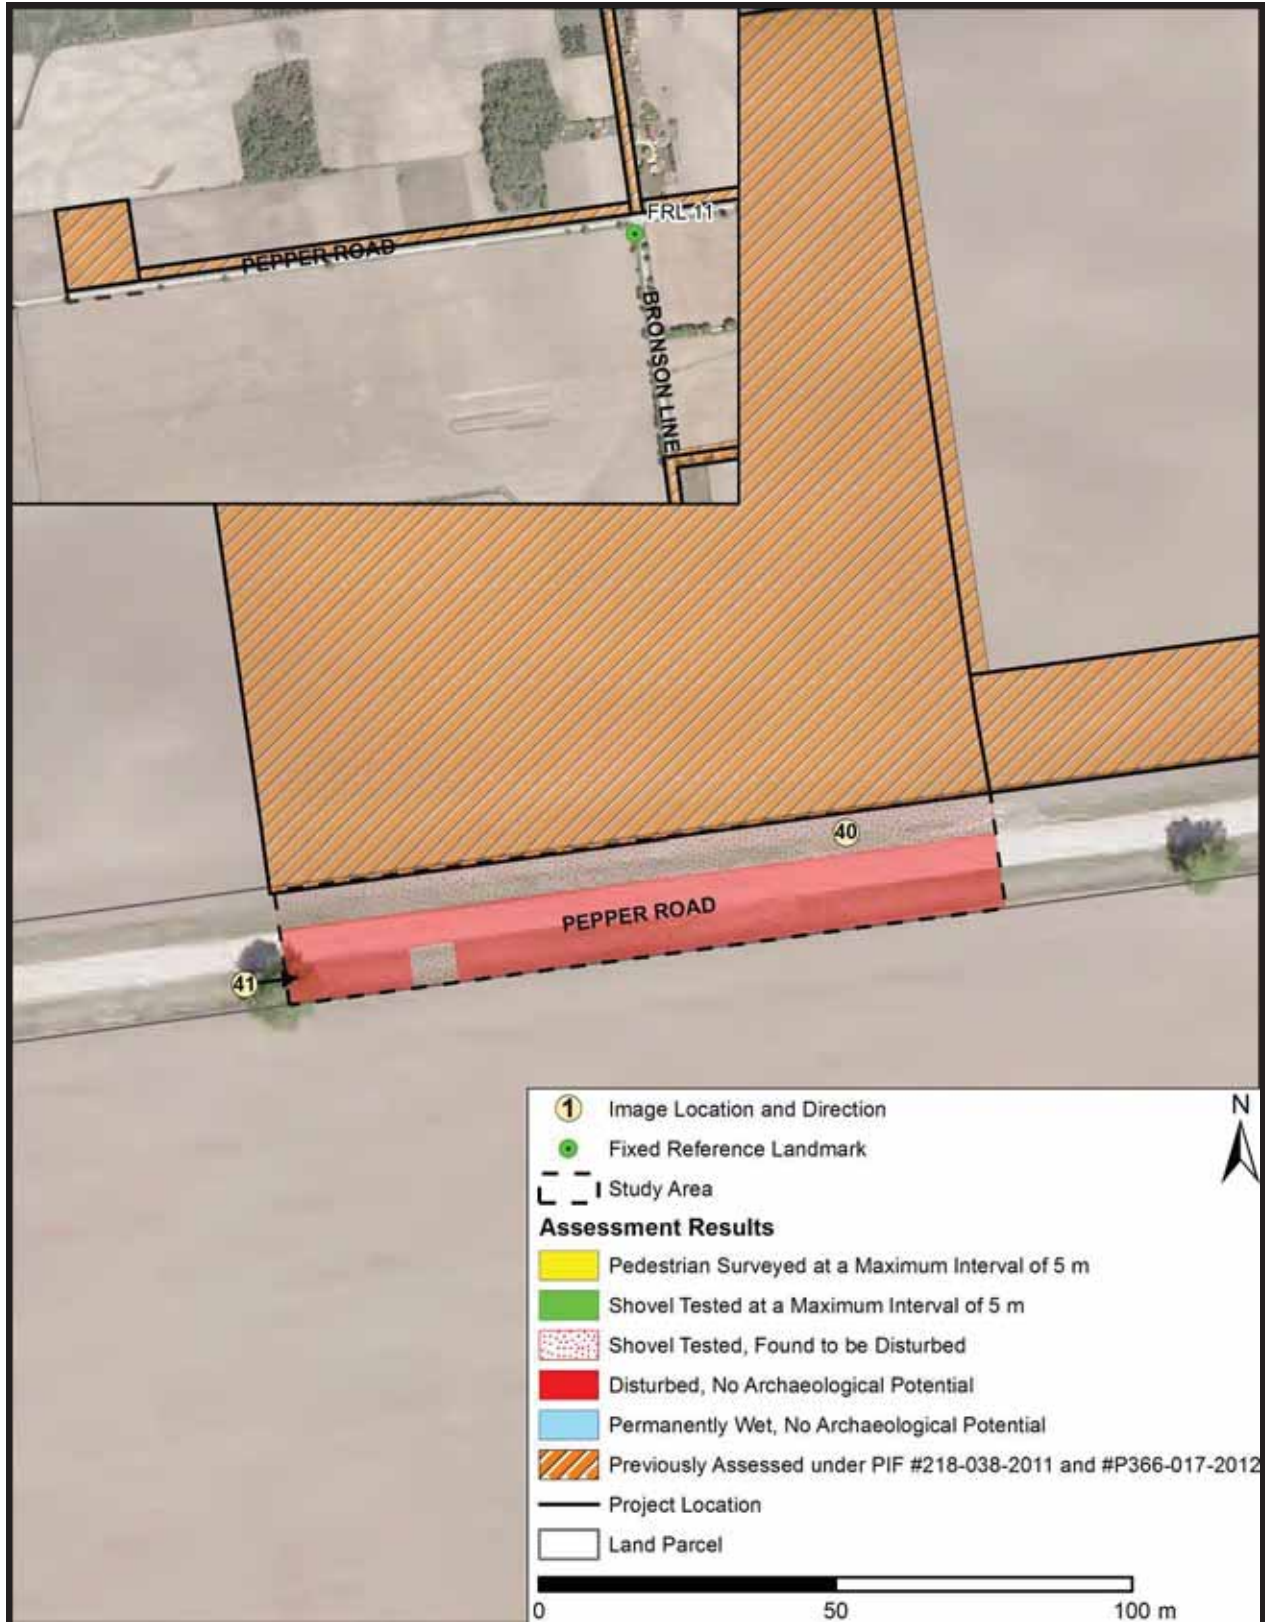 FRL 11
PEPPER ROAD
BRONSON LINE
40
PEPPER ROAD
41
1 Image Location and Direction
N
Fixed Reference Landmark
Study Area
Assessment Results
Pedestrian Surveyed at a Maximum Interval of 5 m
Shovel Tested at a Maximum Interval of 5 m
Shovel Tested, Found to be Disturbed
Disturbed, No Archaeological Potential
Permanently Wet, No Archaeological Potential
Previously Assessed under PIF #218-038-2011 and #P366-017-2012
Project Location
Land Parcel
0 50 100 m